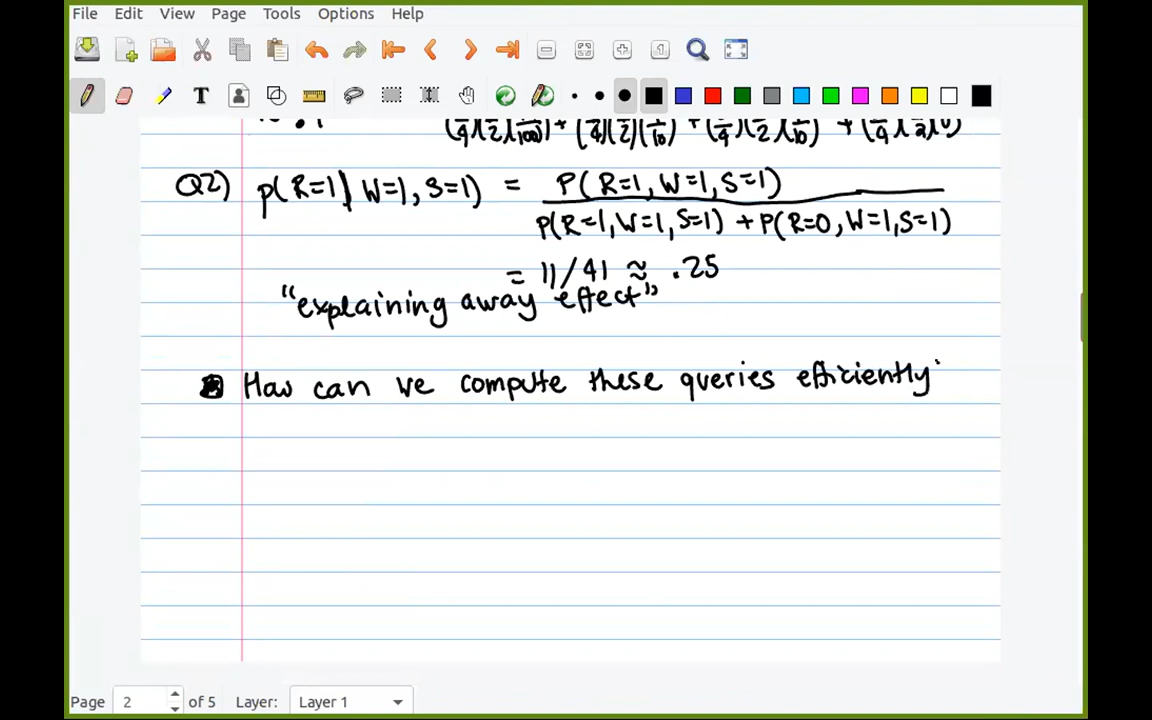 File Edit View Page Tools Options Help
Q2) P(R=1 | W=1, S=1) = P(R=1, W=1, S=1)
P(R=1, W=1, S=1) + P(R=0, W=1, S=1)
= 11/41 ≈ .25
"explaining away effect"
How can we compute these queries efficiently
Page 2 of 5 Layer: Layer 1